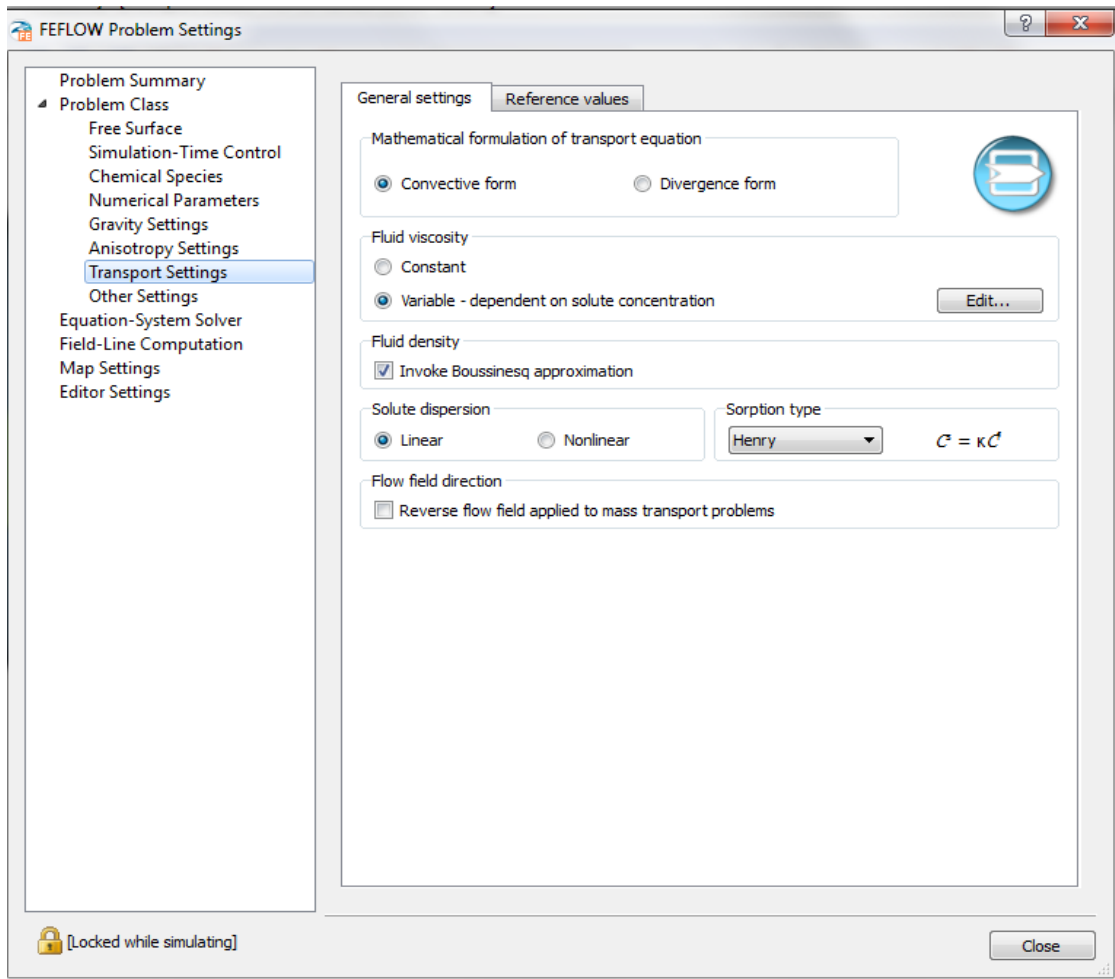 FEFLOW Problem Settings
Problem Summary
Problem Class
Free Surface
Simulation-Time Control
Chemical Species
Numerical Parameters
Gravity Settings
Anisotropy Settings
Transport Settings
Other Settings
Equation-System Solver
Field-Line Computation
Map Settings
Editor Settings
General settings
Reference values
Mathematical formulation of transport equation
Convective form
Divergence form
Fluid viscosity
Constant
Variable - dependent on solute concentration
Edit...
Fluid density
Invoke Boussinesq approximation
Solute dispersion
Linear
Nonlinear
Sorption type
Henry
Flow field direction
Reverse flow field applied to mass transport problems
[Locked while simulating]
Close